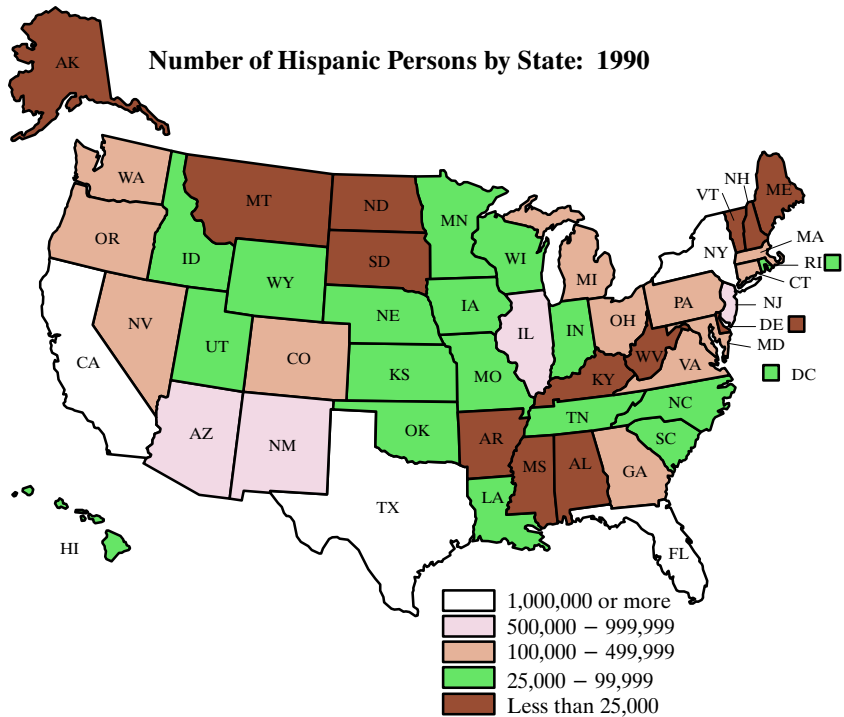 Number of Hispanic Persons by State: 1990
AK
WA
MT
ND
MN
VT
NH
ME
OR
ID
SD
WI
NY
MA
RI
CT
WY
MI
NV
IA
PA
NJ
NE
IL
IN
OH
DE
MD
CA
UT
CO
WV
VA
DC
KS
MO
KY
AZ
NM
OK
TN
NC
AR
SC
MS
AL
GA
TX
LA
HI
FL
1,000,000 or more
500,000 – 999,999
100,000 – 499,999
25,000 – 99,999
Less than 25,000